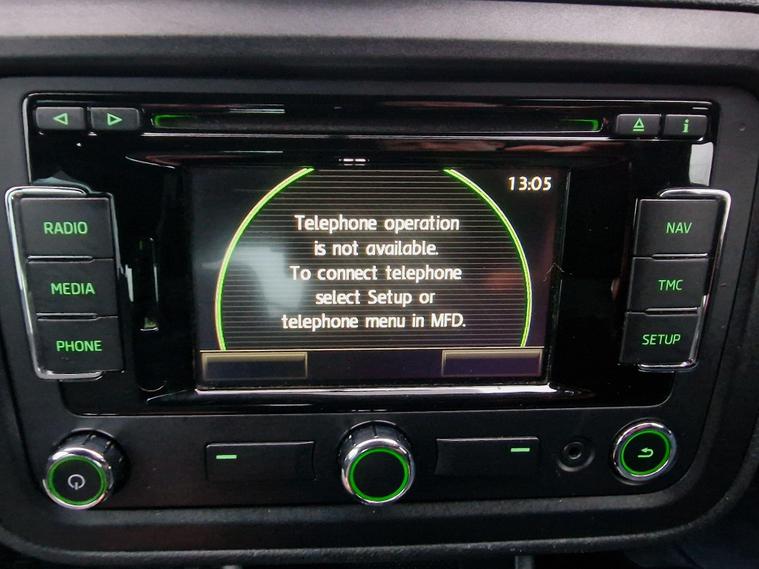 13:05
Telephone operation
is not available.
To connect telephone
select Setup or
telephone menu in MFD.
RADIO
MEDIA
PHONE
NAV
TMC
SETUP
i